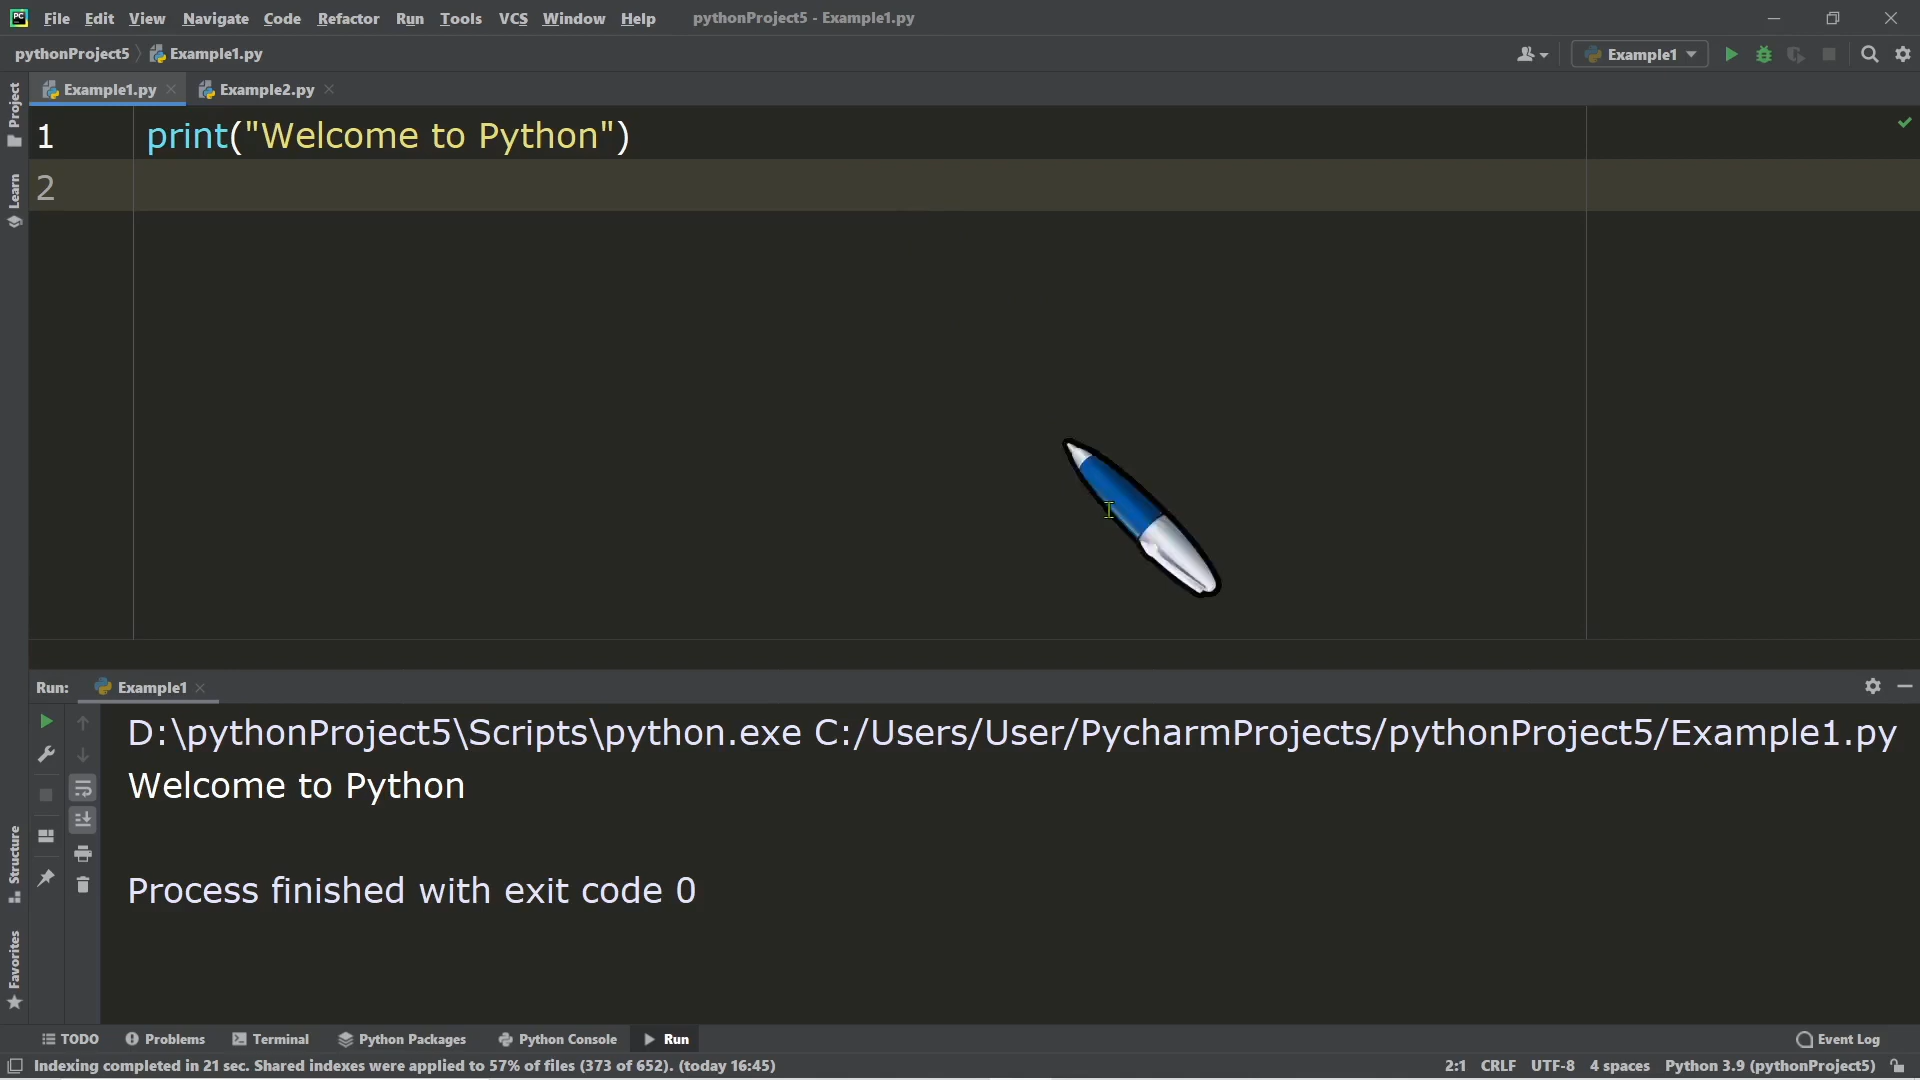 PC File Edit View Navigate Code Refactor Run Tools VCS Window Help pythonProject5 - Example1.py
pythonProject5 Example1.py Example1
Example1.py Example2.py
Project
Learn
1 print("Welcome to Python")
2
Run: Example1
D:\pythonProject5\Scripts\python.exe C:/Users/User/PycharmProjects/pythonProject5/Example1.py
Welcome to Python
Process finished with exit code 0
Structure
Favorites
TODO Problems Terminal Python Packages Python Console Run Event Log
Indexing completed in 21 sec. Shared indexes were applied to 57% of files (373 of 652). (today 16:45) 2:1 CRLF UTF-8 4 spaces Python 3.9 (pythonProject5)